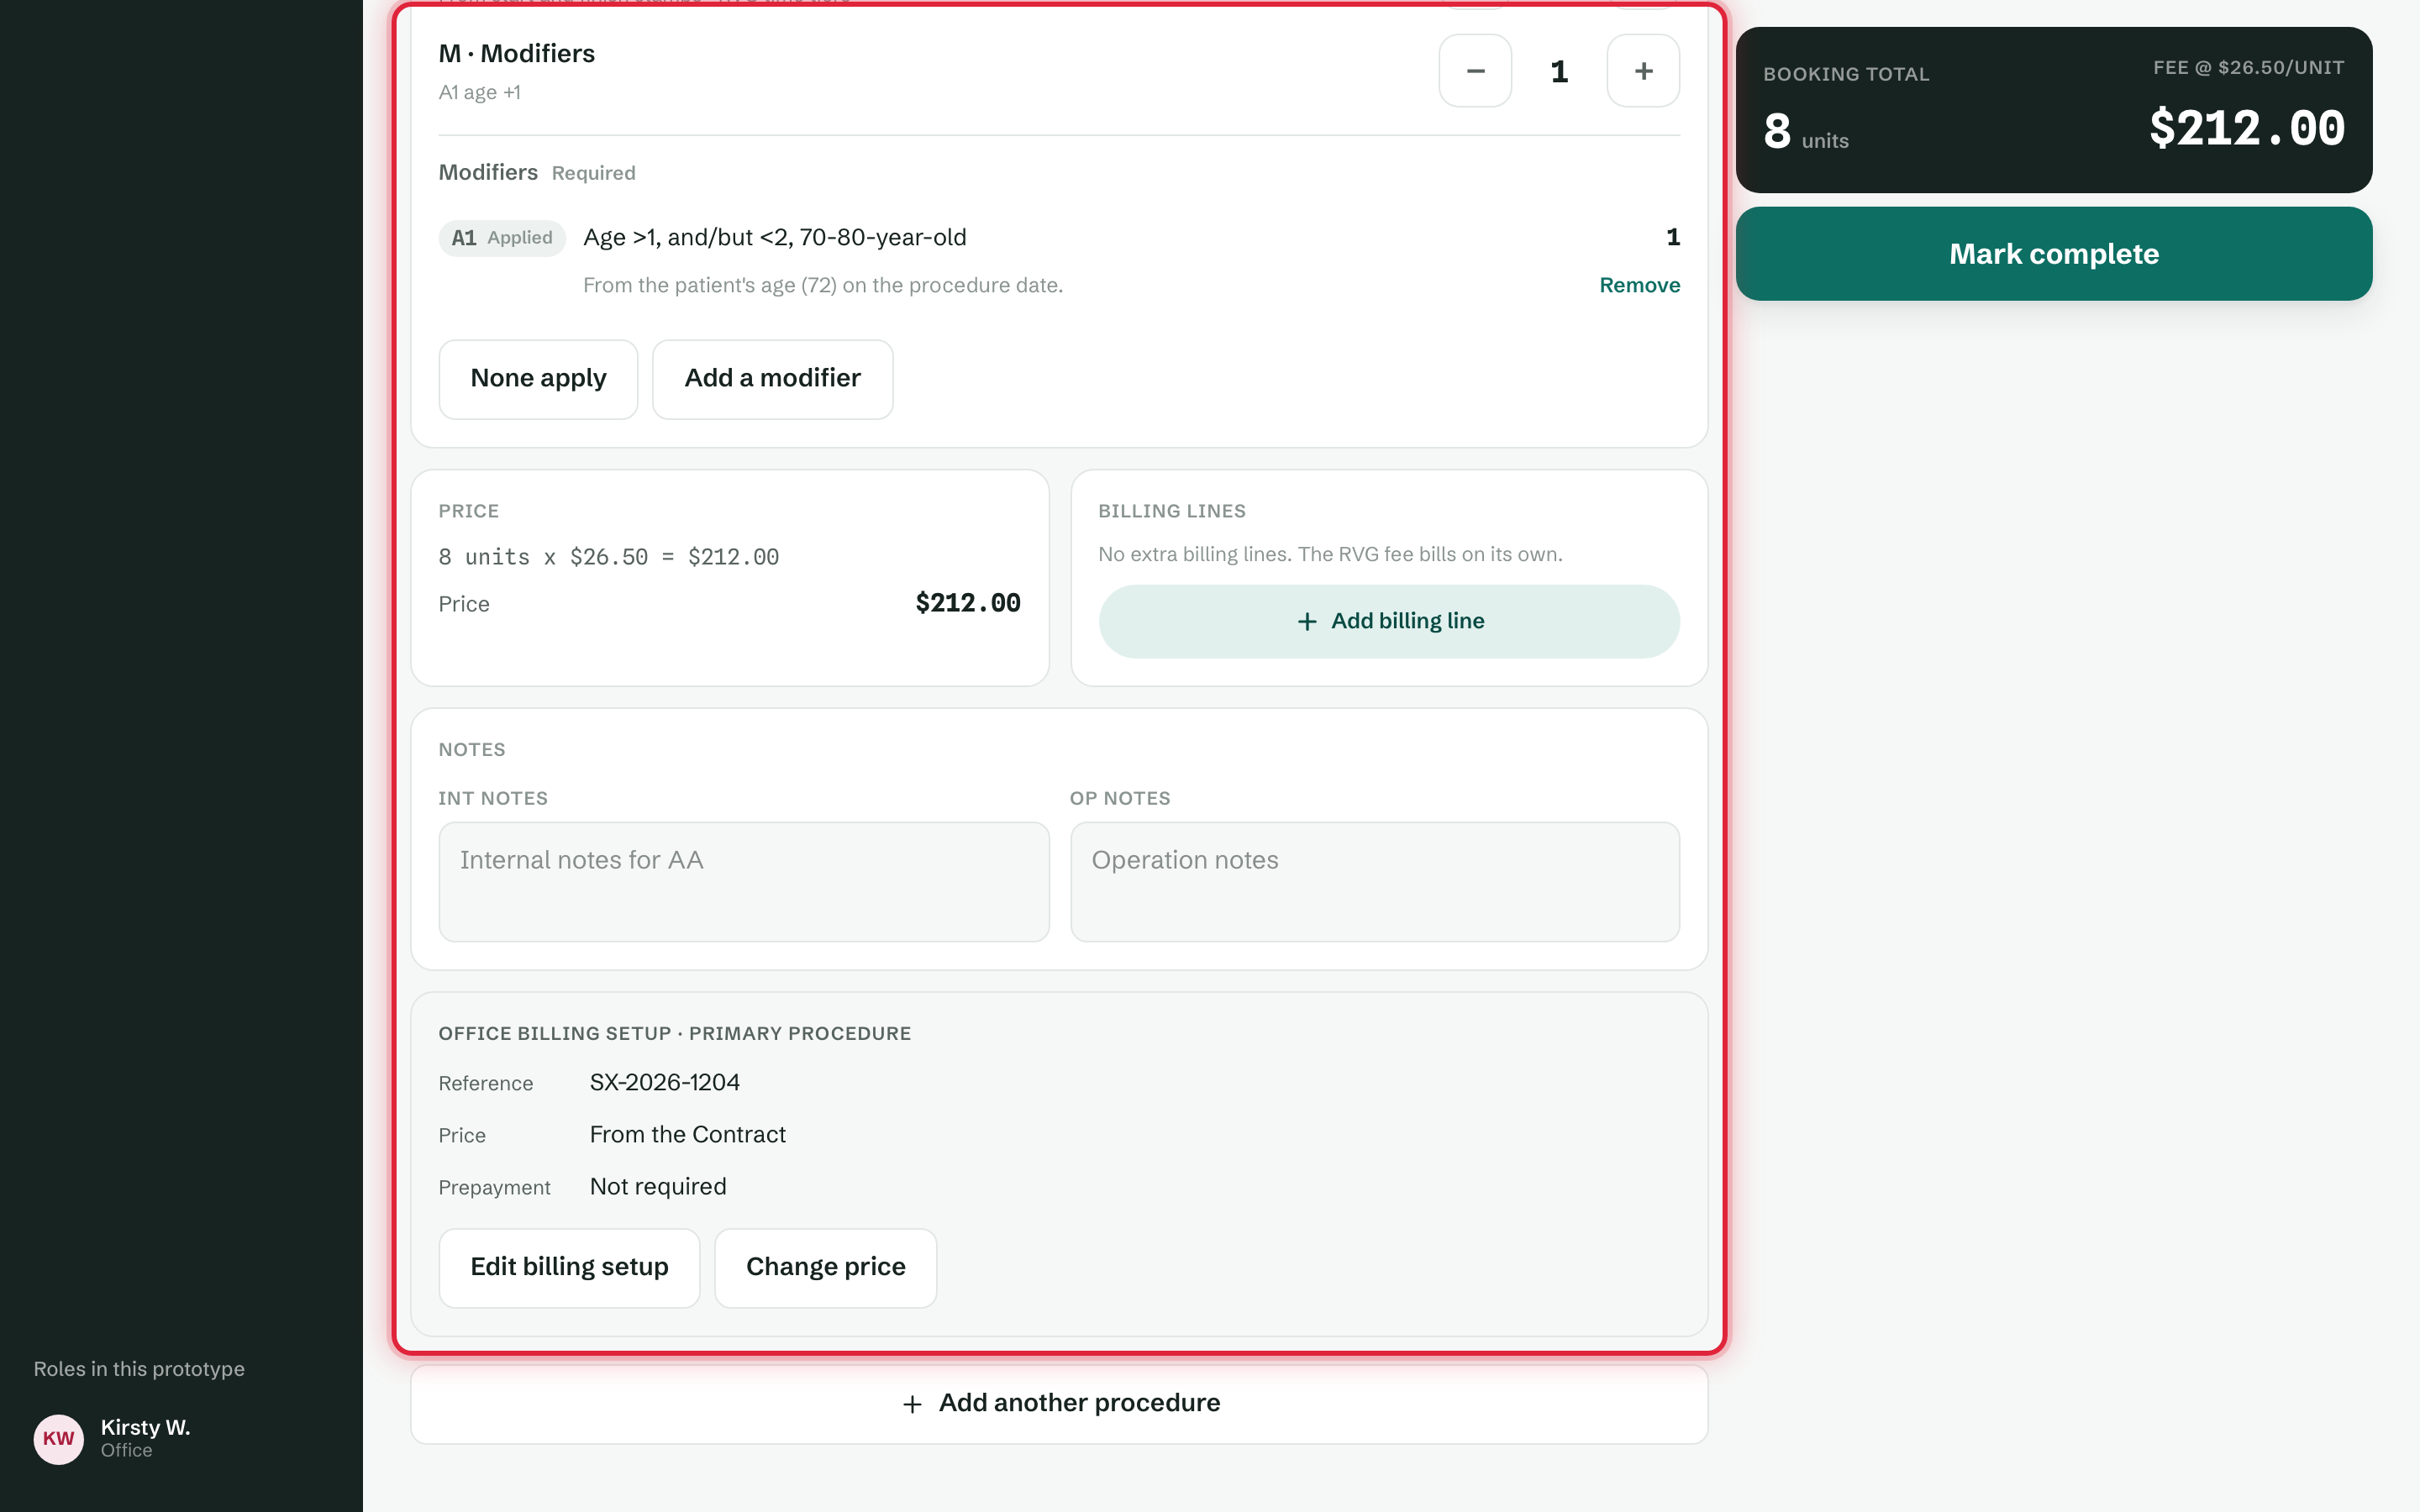 M · Modifiers
A1 age +1
− 1 +
Modifiers Required
A1 Applied Age >1, and/but <2, 70-80-year-old 1
From the patient's age (72) on the procedure date. Remove
None apply Add a modifier
PRICE
8 units x $26.50 = $212.00
Price $212.00
BILLING LINES
No extra billing lines. The RVG fee bills on its own.
+ Add billing line
NOTES
INT NOTES
Internal notes for AA
OP NOTES
Operation notes
OFFICE BILLING SETUP · PRIMARY PROCEDURE
Reference SX-2026-1204
Price From the Contract
Prepayment Not required
Edit billing setup Change price
+ Add another procedure
BOOKING TOTAL
8 units
FEE @ $26.50/UNIT
$212.00
Mark complete
Roles in this prototype
KW Kirsty W.
Office